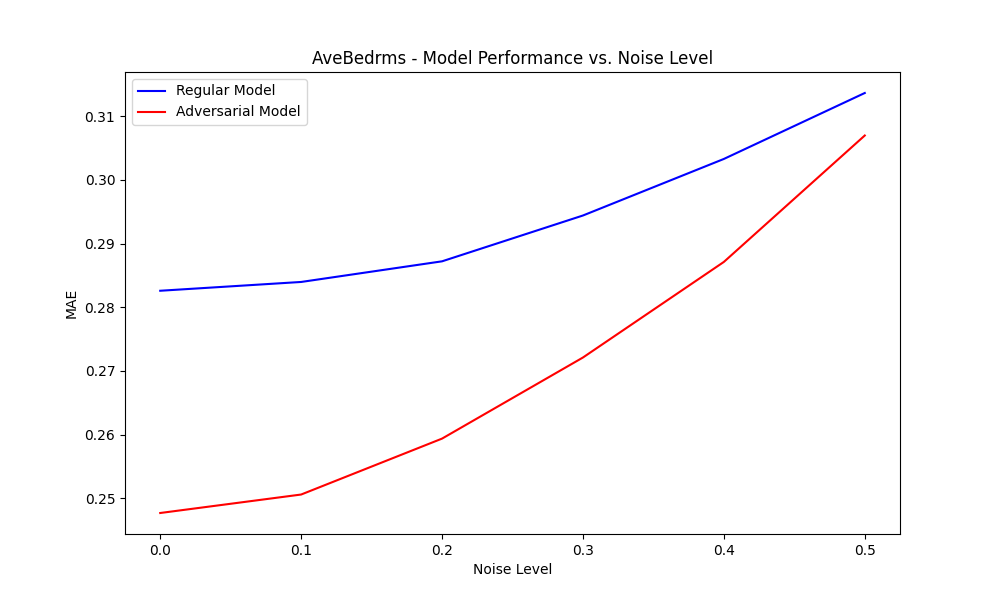 AveBedrms - Model Performance vs. Noise Level
Regular Model
Adversarial Model
0.31
0.30
0.29
0.28
0.27
0.26
0.25
MAE
0.0 0.1 0.2 0.3 0.4 0.5
Noise Level